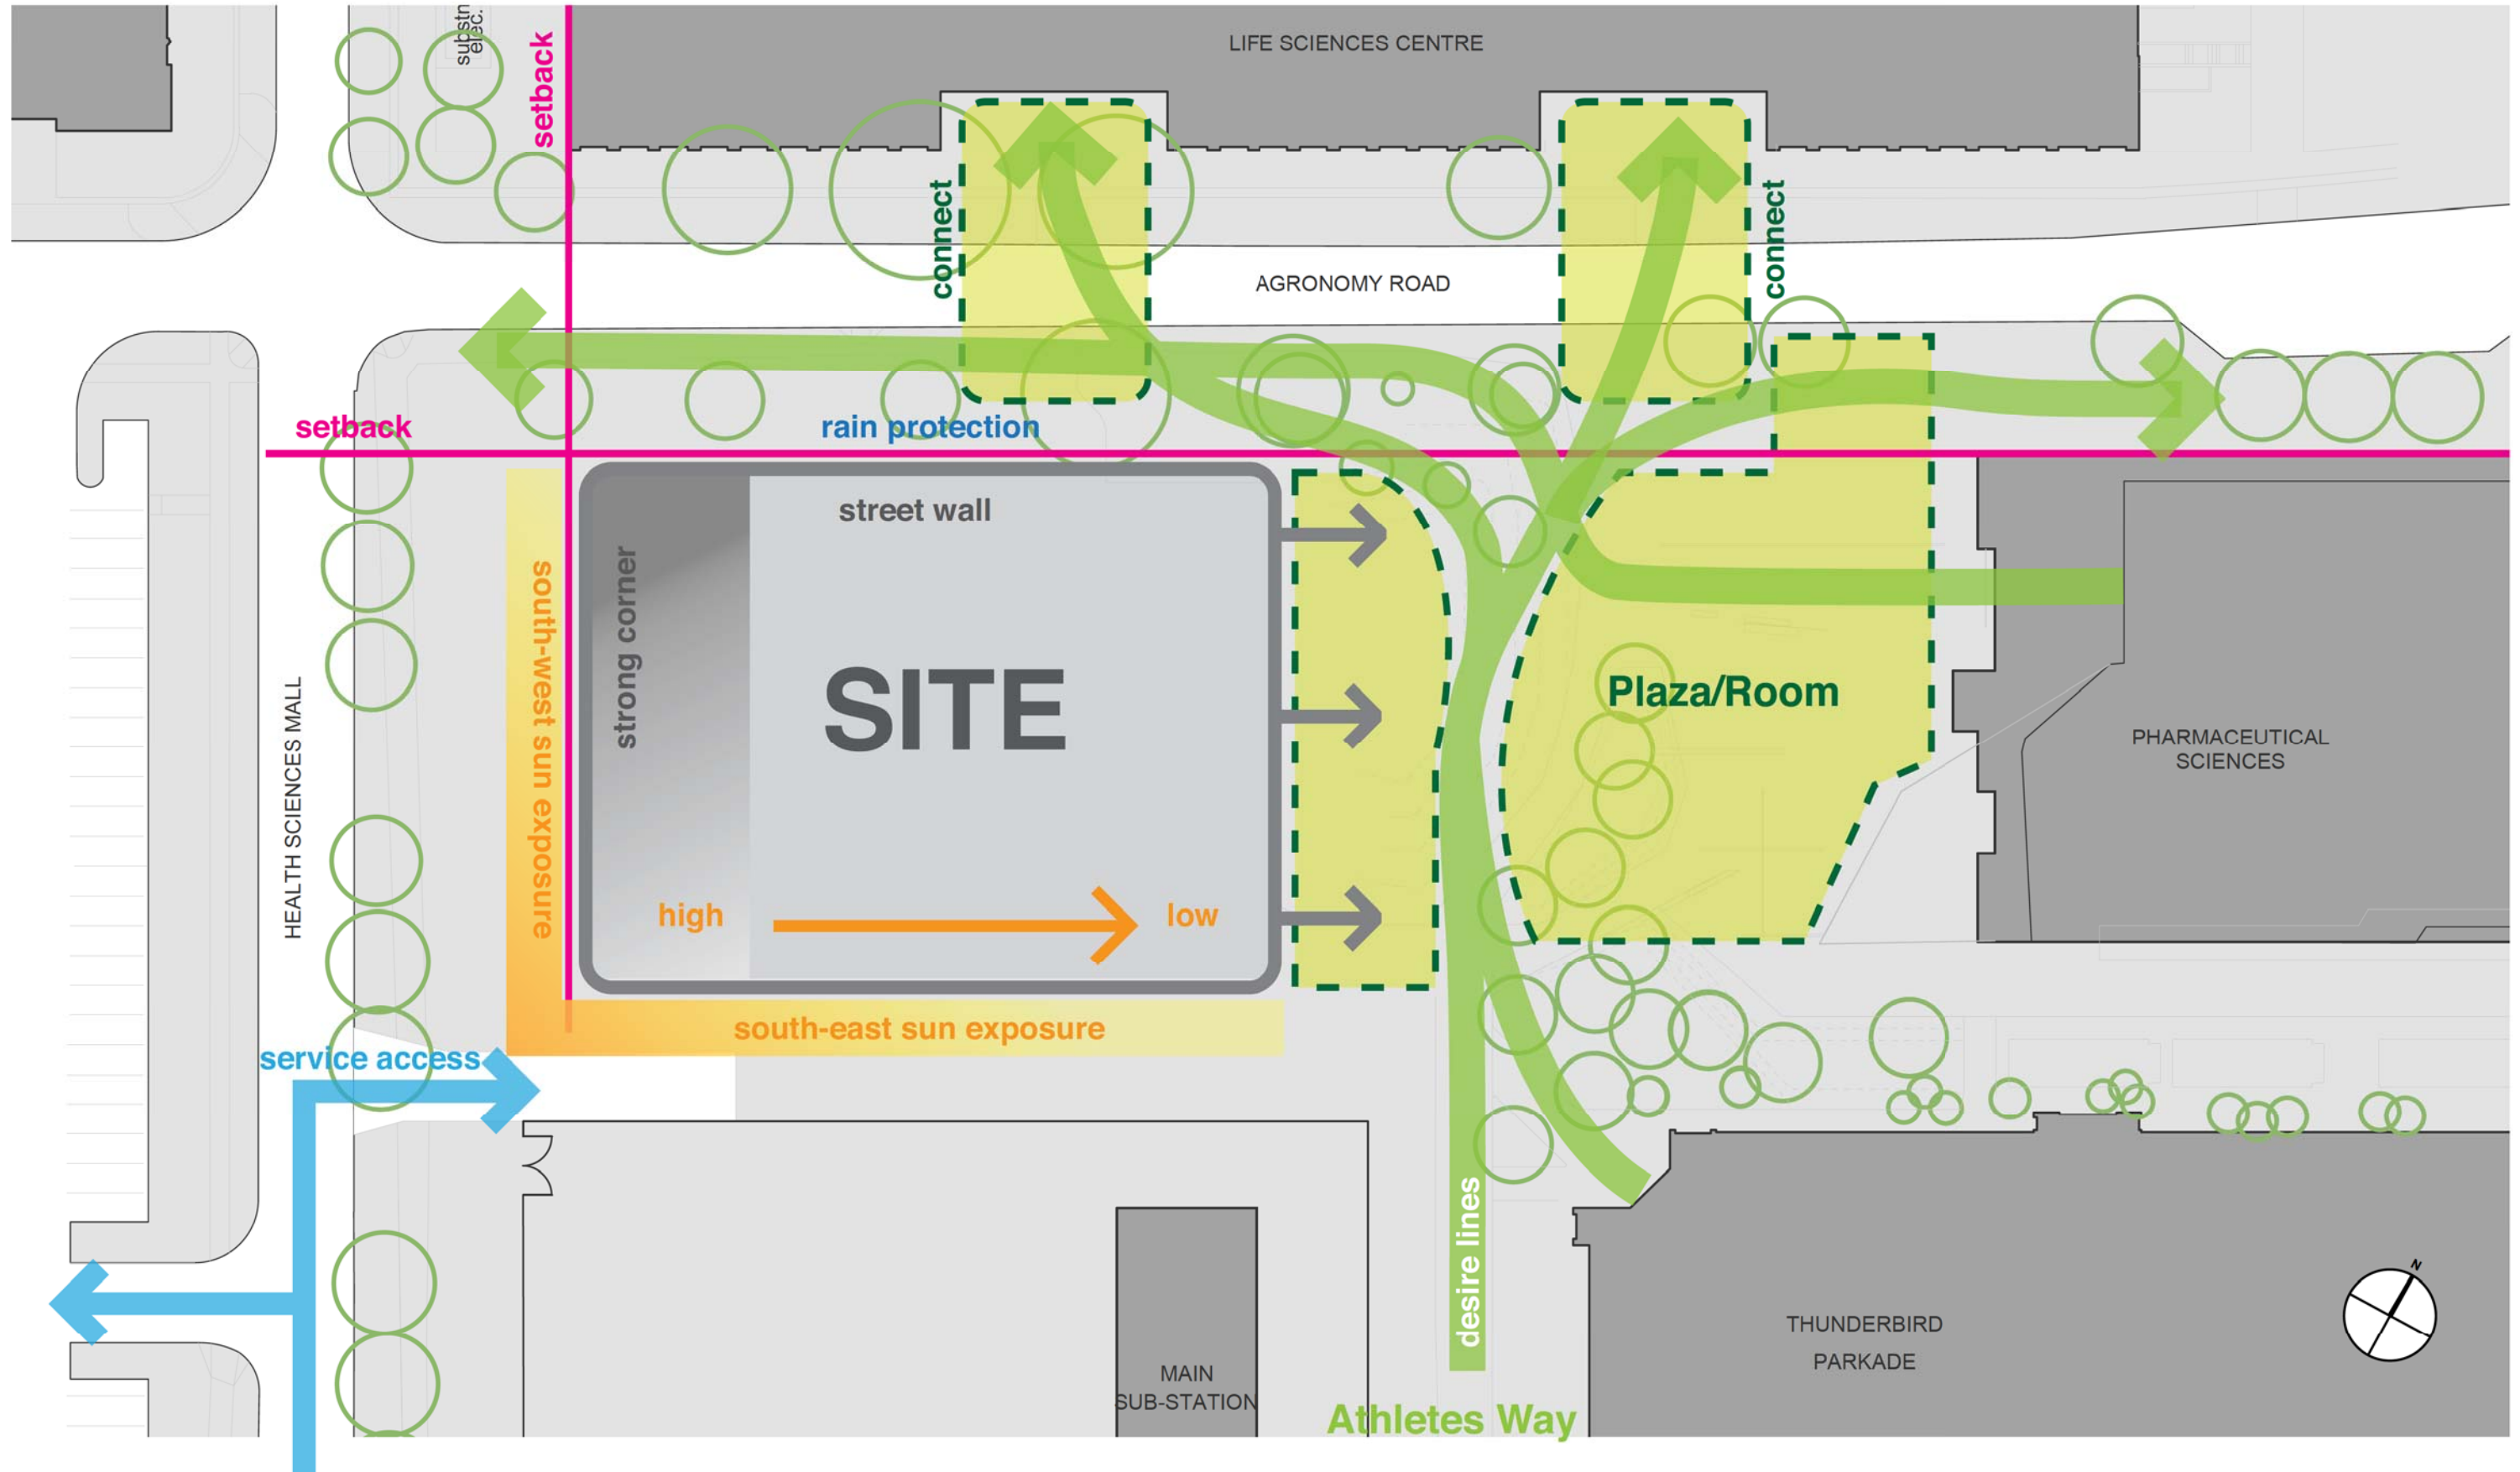 substn
elec.
setback
LIFE SCIENCES CENTRE
connect
connect
AGRONOMY ROAD
setback
rain protection
street wall
strong corner
south-west sun exposure
SITE
Plaza/Room
HEALTH SCIENCES MALL
PHARMACEUTICAL
SCIENCES
high
low
south-east sun exposure
service access
desire lines
N
THUNDERBIRD
PARKADE
MAIN
SUB-STATION
Athletes Way